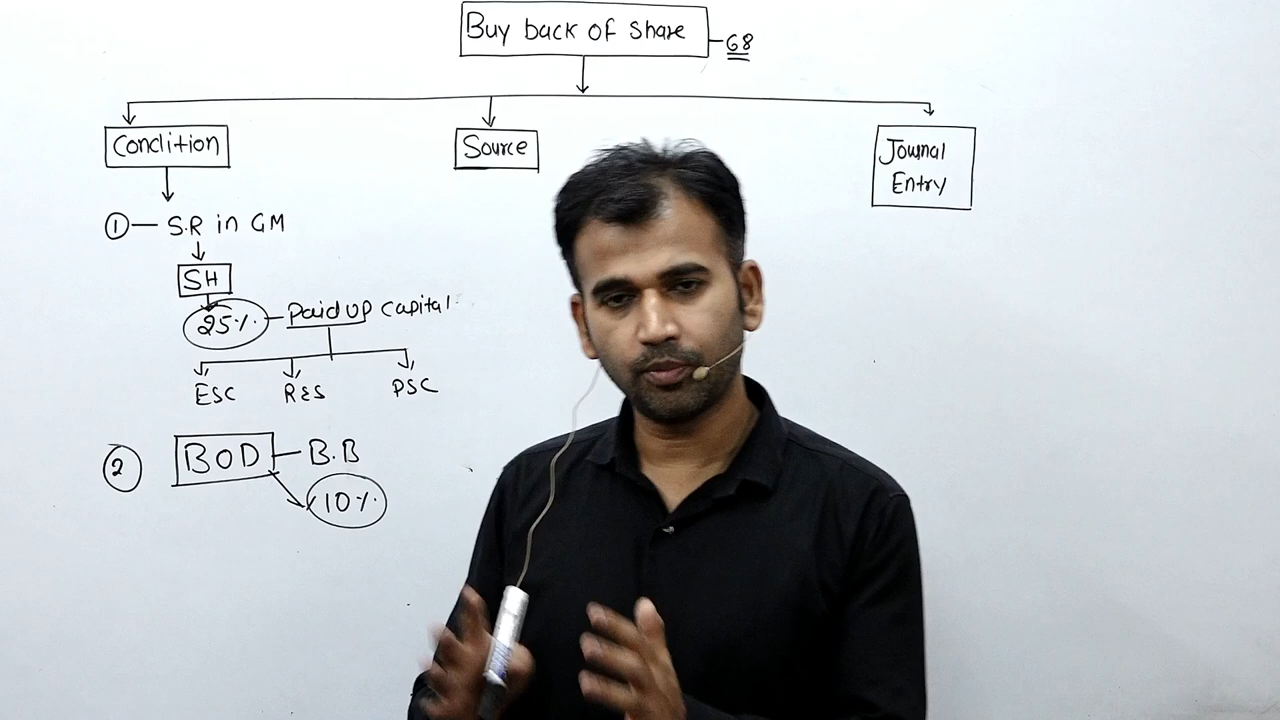 Buy back of share
68
Condition
Source
Journal
Entry
① S.R in GM
SH
25% Paid up capital
ESC RES PSC
② BOD B.B
10%